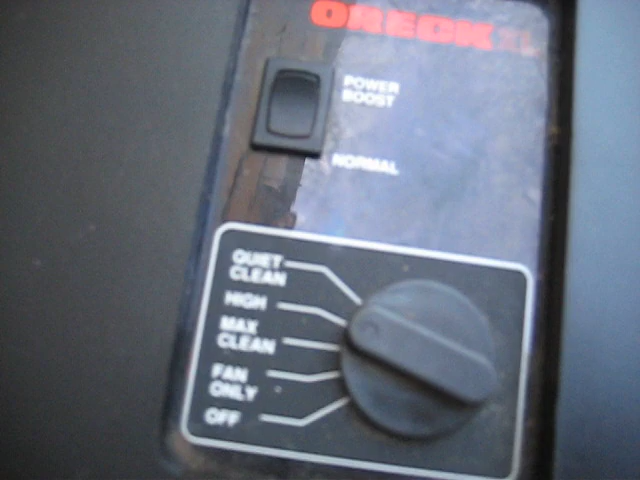 ORECK XL
POWER
BOOST
NORMAL
QUIET
CLEAN
HIGH
MAX
CLEAN
FAN
ONLY
OFF